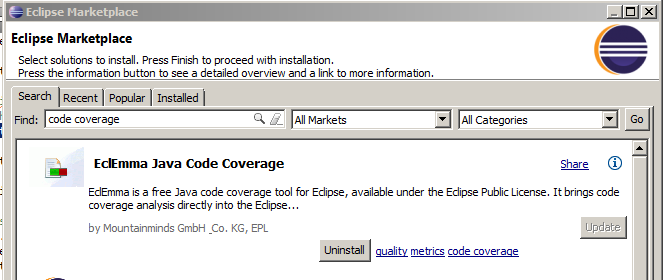 Eclipse Marketplace
Eclipse Marketplace
Select solutions to install. Press Finish to proceed with installation.
Press the information button to see a detailed overview and a link to more information.
Search Recent Popular Installed
Find: code coverage All Markets All Categories Go
EclEmma Java Code Coverage Share
EclEmma is a free Java code coverage tool for Eclipse, available under the Eclipse Public License. It brings code
coverage analysis directly into the Eclipse...
by Mountainminds GmbH _Co. KG, EPL
Update
Uninstall quality metrics code coverage